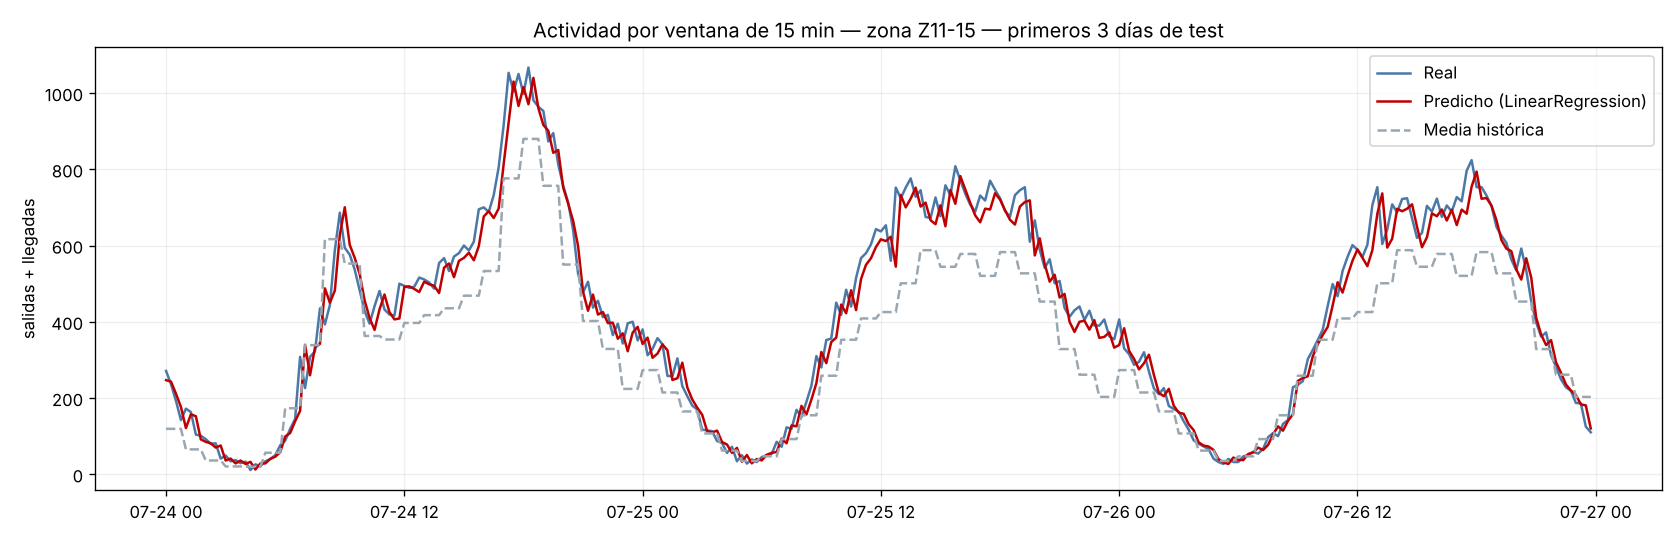 Actividad por ventana de 15 min — zona Z11-15 — primeros 3 días de test
Real
Predicho (LinearRegression)
Media histórica
salidas + llegadas
1000
800
600
400
200
0
07-24 00
07-24 12
07-25 00
07-25 12
07-26 00
07-26 12
07-27 00